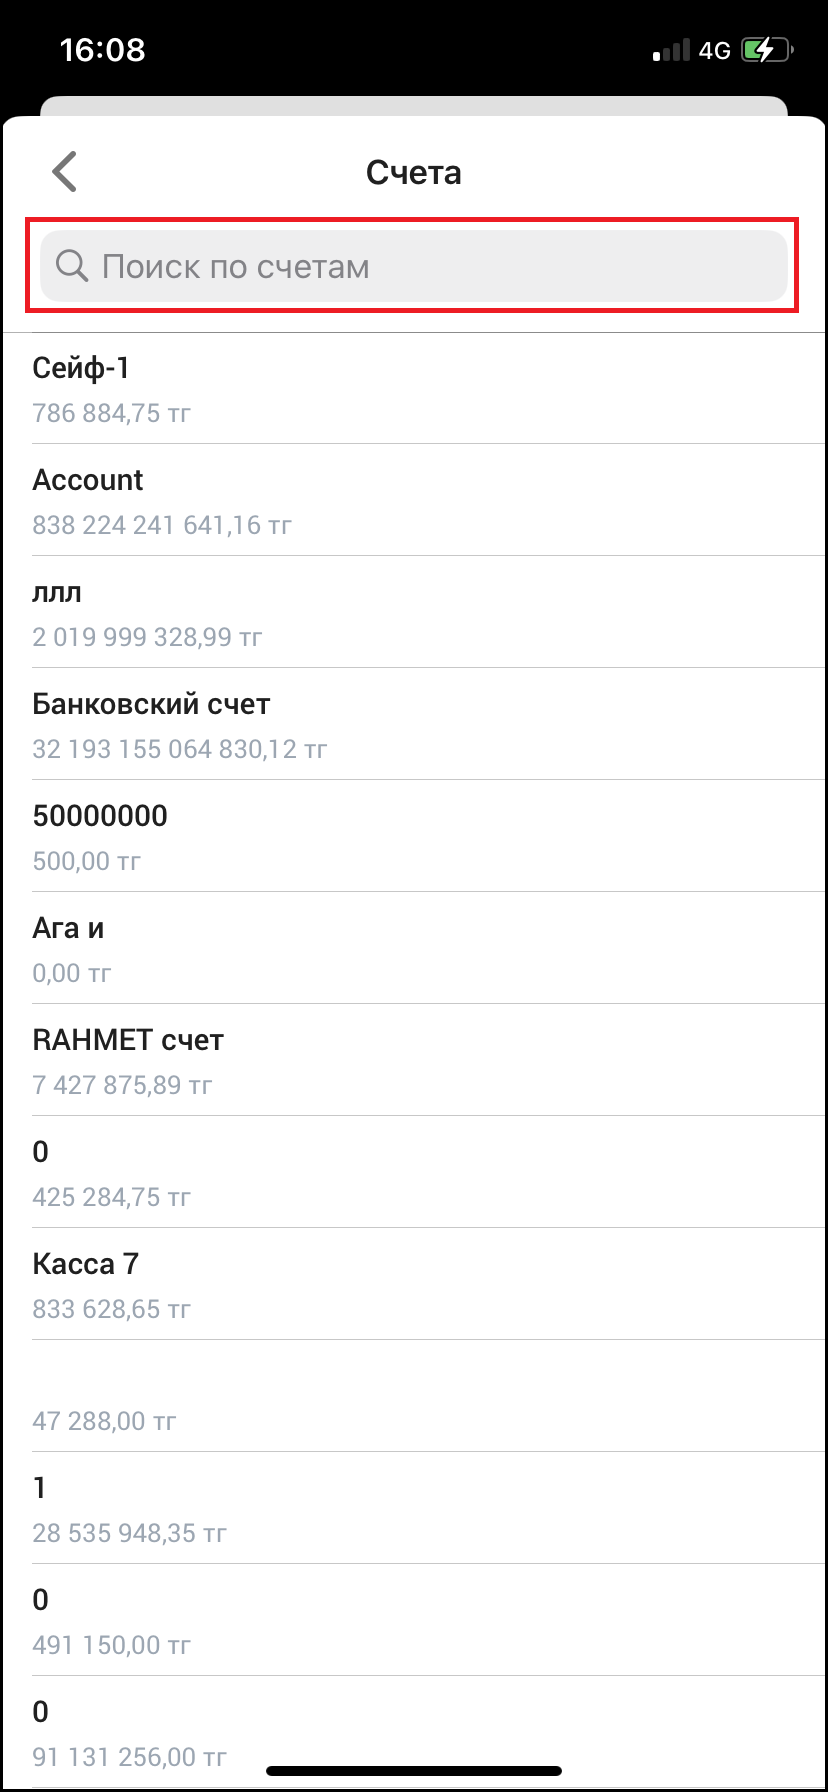 16:08
4G
Счета
Поиск по счетам
Сейф-1
786 884,75 тг
Account
838 224 241 641,16 тг
ллл
2 019 999 328,99 тг
Банковский счет
32 193 155 064 830,12 тг
50000000
500,00 тг
Ага и
0,00 тг
RAHMET счет
7 427 875,89 тг
0
425 284,75 тг
Касса 7
833 628,65 тг
47 288,00 тг
1
28 535 948,35 тг
0
491 150,00 тг
0
91 131 256,00 тг